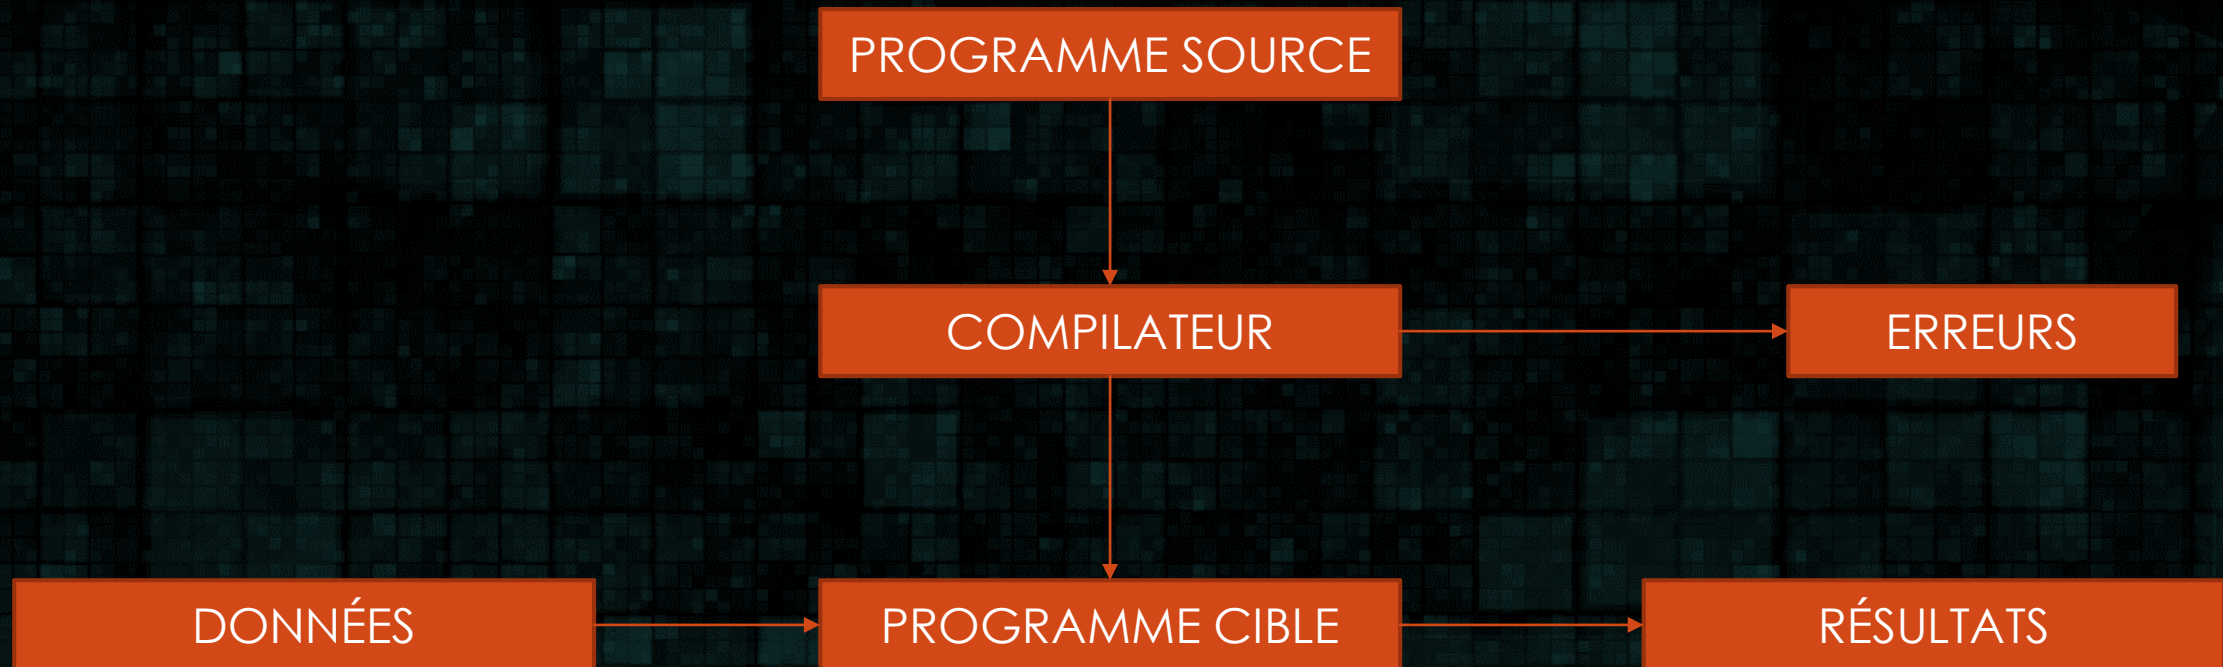 PROGRAMME SOURCE
COMPILATEUR
ERREURS
DONNÉES
PROGRAMME CIBLE
RÉSULTATS